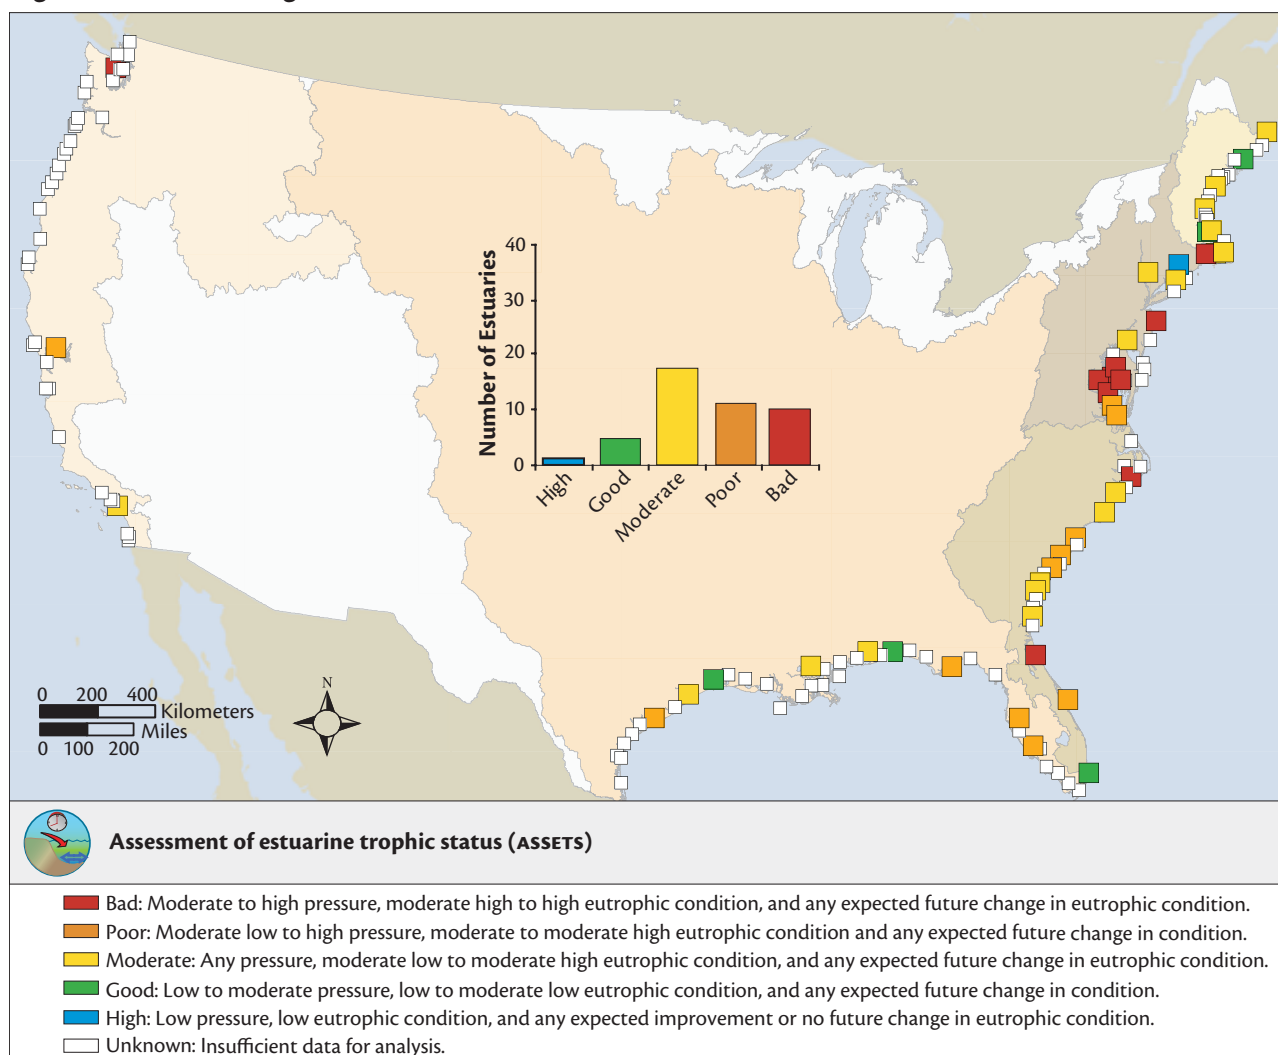 Number of Estuaries
40
30
20
10
0
High
Good
Moderate
Poor
Bad
N
0 200 400
Kilometers
Miles
0 100 200
Assessment of estuarine trophic status (ASSETS)
Bad: Moderate to high pressure, moderate high to high eutrophic condition, and any expected future change in eutrophic condition.
Poor: Moderate low to high pressure, moderate to moderate high eutrophic condition and any expected future change in condition.
Moderate: Any pressure, moderate low to moderate high eutrophic condition, and any expected future change in eutrophic condition.
Good: Low to moderate pressure, low to moderate low eutrophic condition, and any expected future change in condition.
High: Low pressure, low eutrophic condition, and any expected improvement or no future change in eutrophic condition.
Unknown: Insufficient data for analysis.